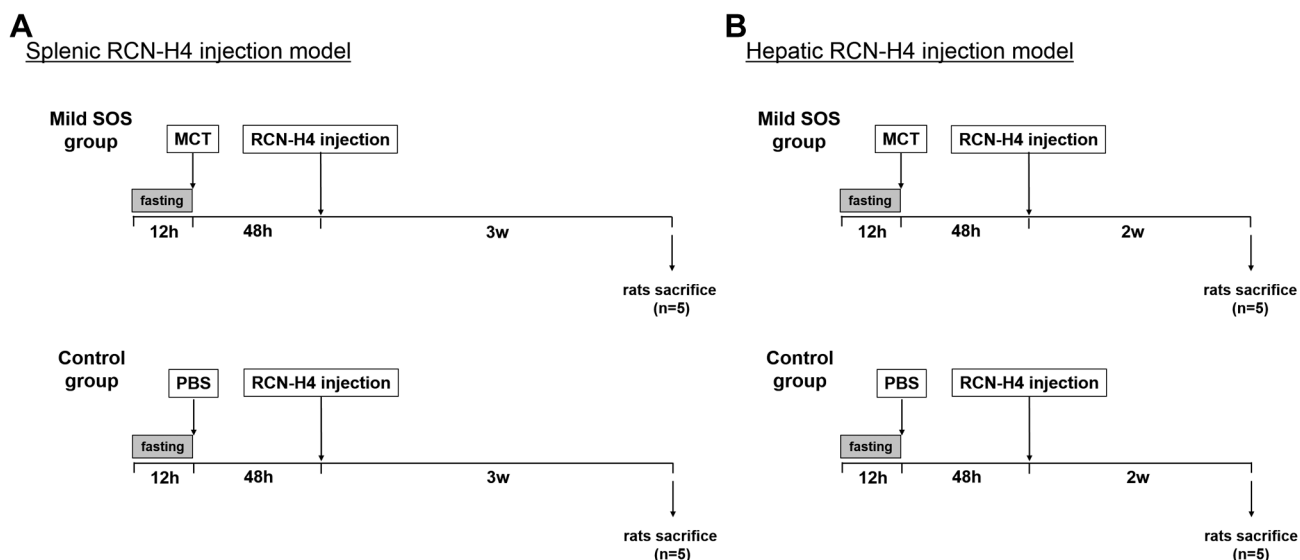 A
Splenic RCN-H4 injection model
Mild SOS
group
MCT
RCN-H4 injection
fasting
12h
48h
3w
rats sacrifice
(n=5)
Control
group
PBS
RCN-H4 injection
fasting
12h
48h
3w
rats sacrifice
(n=5)
B
Hepatic RCN-H4 injection model
Mild SOS
group
MCT
RCN-H4 injection
fasting
12h
48h
2w
rats sacrifice
(n=5)
Control
group
PBS
RCN-H4 injection
fasting
12h
48h
2w
rats sacrifice
(n=5)